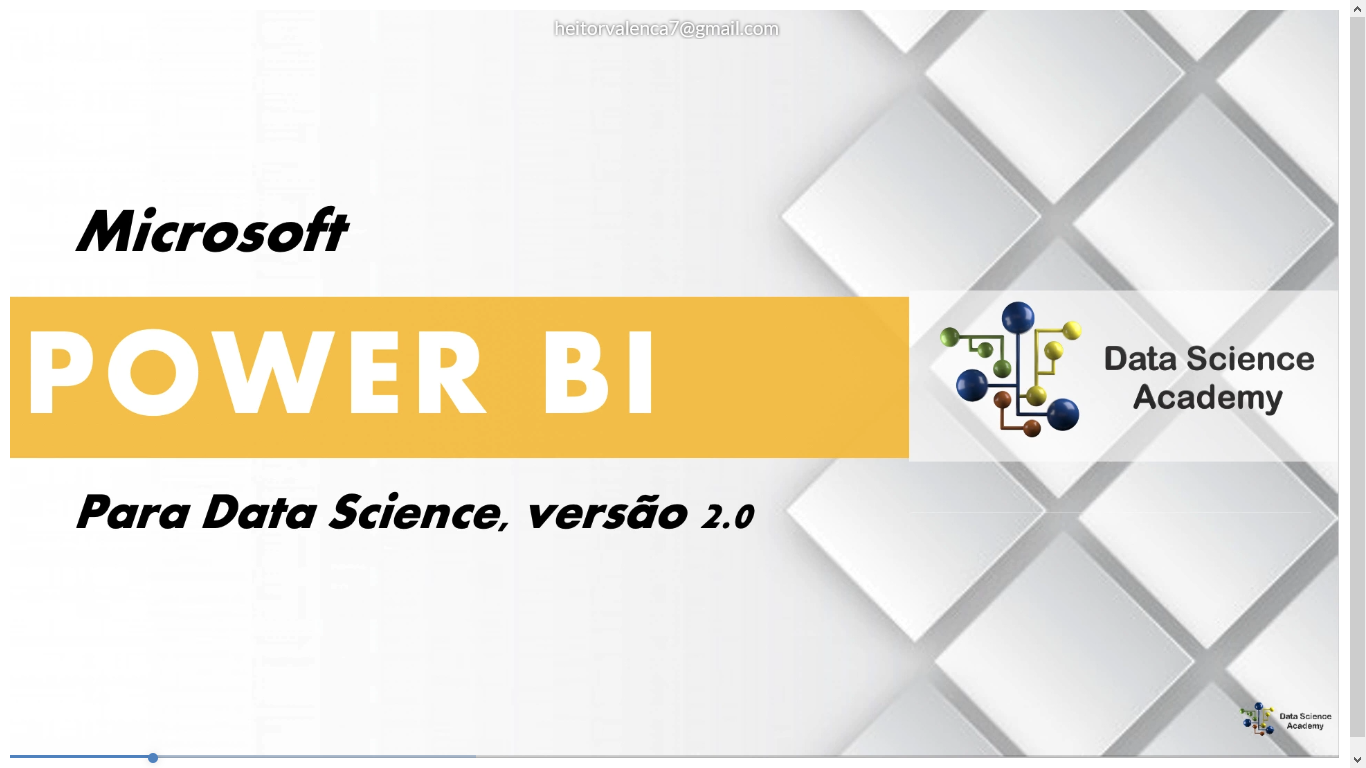 heitorvalenca7@gmail.com
Microsoft
POWER BI
Data Science
Academy
Para Data Science, versão 2.0
Data Science
Academy